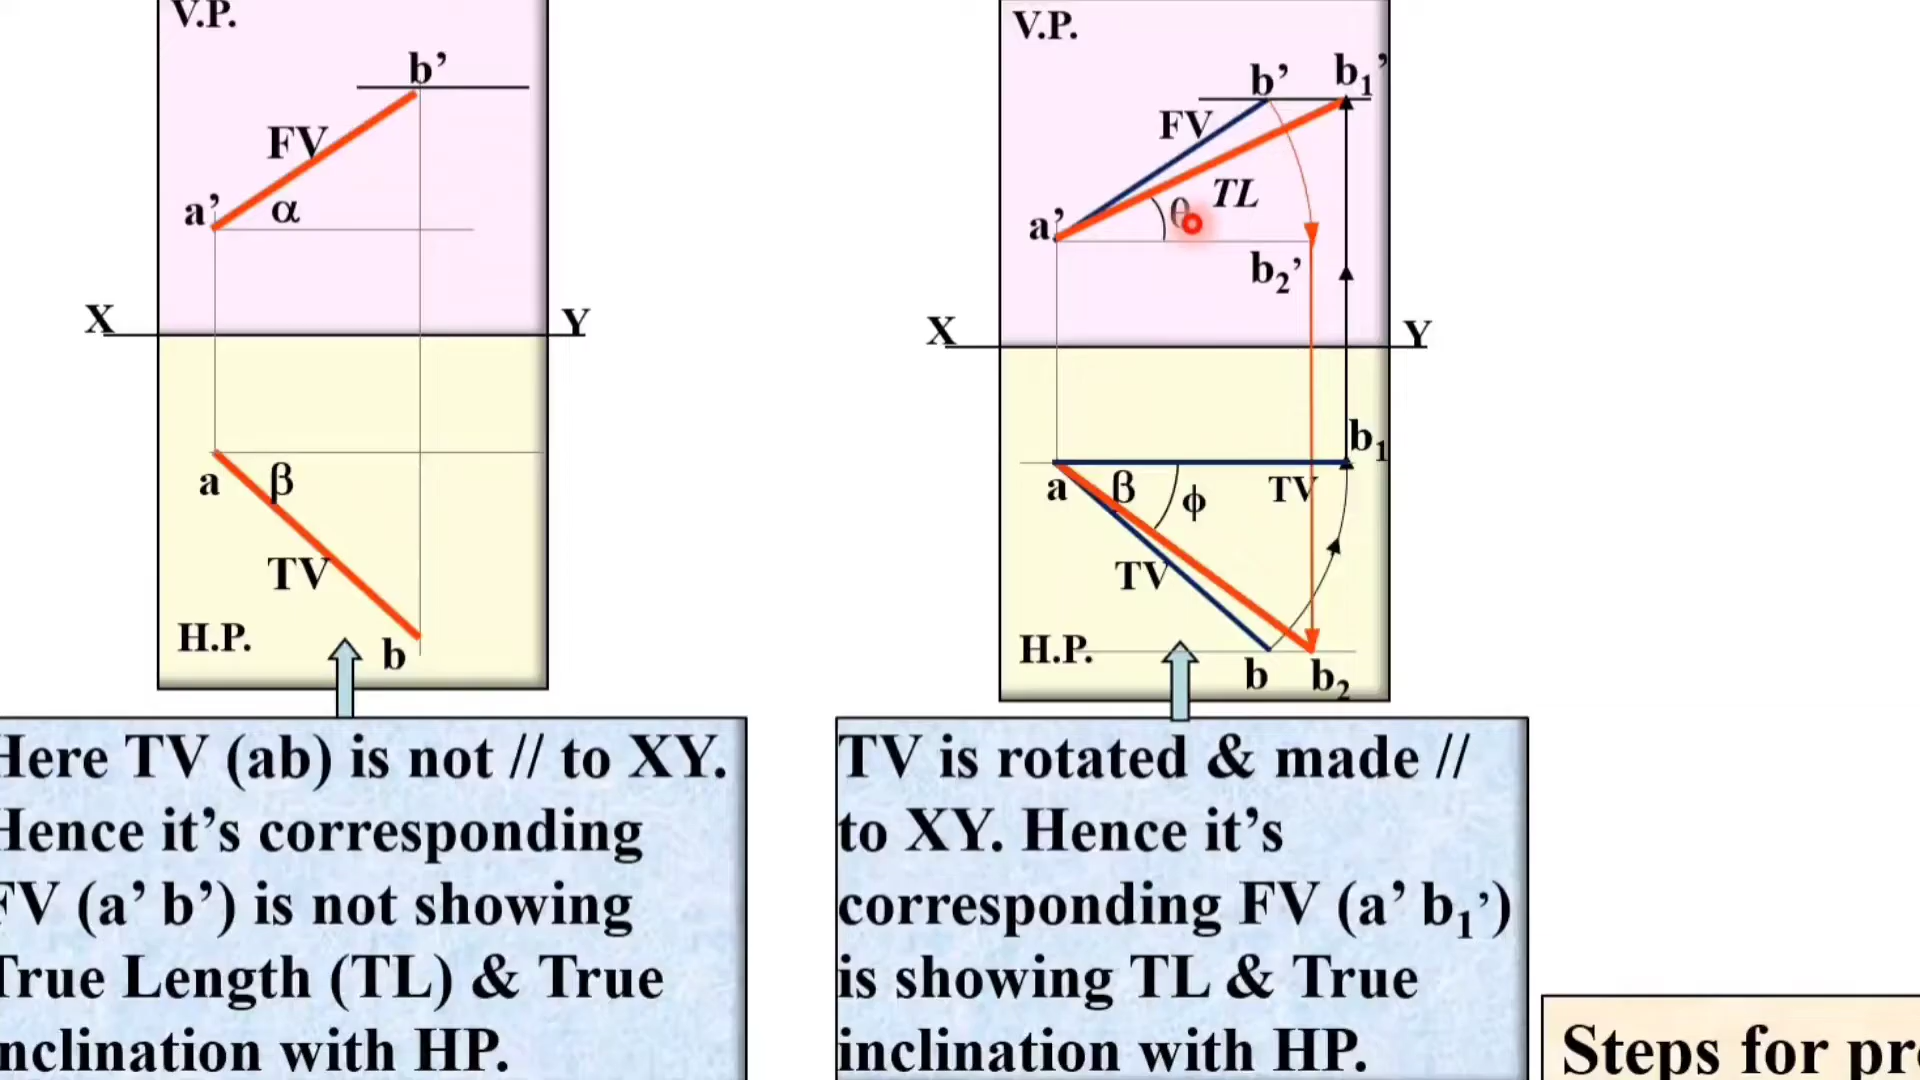 V.P.
b’
FV
a’
α
X
Y
a
β
TV
H.P.
b
Here TV (ab) is not // to XY.
Hence it’s corresponding
FV (a’ b’) is not showing
True Length (TL) & True
nclination with HP.
V.P.
b’
b1’
FV
TL
θ
a’
b2’
X
Y
b1
a
β
ϕ
TV
TV
H.P.
b
b2
TV is rotated & made //
to XY. Hence it’s
corresponding FV (a’ b1’)
is showing TL & True
inclination with HP.
Steps for pr